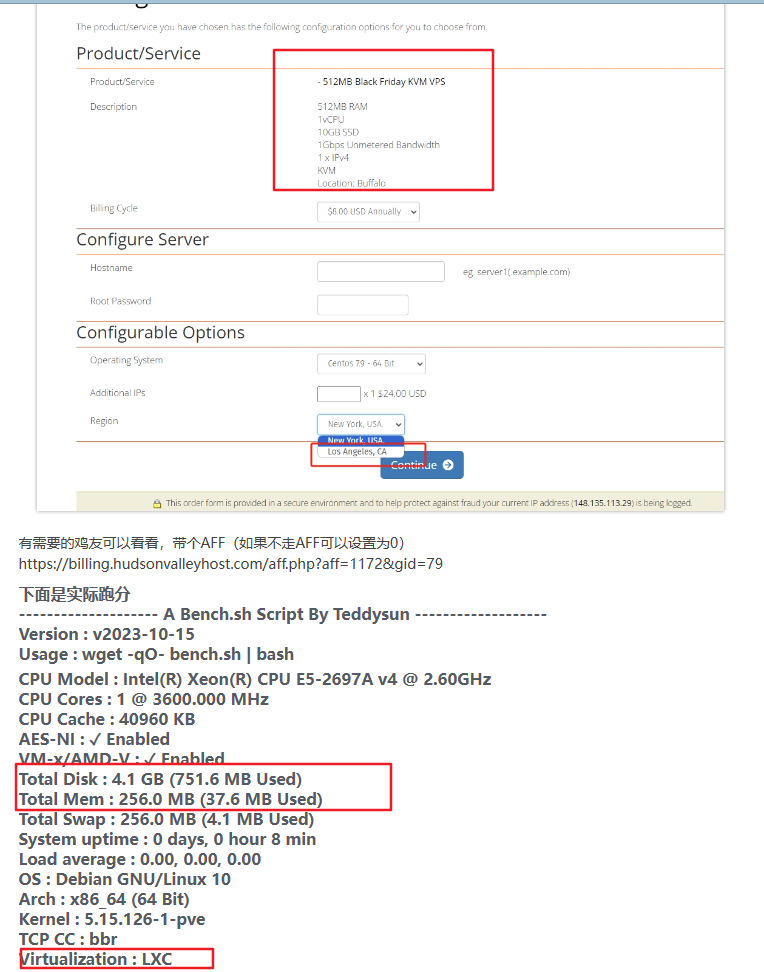 The product/service you have chosen has the following configuration options for you to choose from.
Product/Service
Product/Service - 512MB Black Friday KVM VPS
Description 512MB RAM
1vCPU
10GB SSD
1Gbps Unmetered Bandwidth
1 x IPv4
KVM
Location: Buffalo
Billing Cycle $8.00 USD Annually
Configure Server
Hostname eg. server1(.example.com)
Root Password
Configurable Options
Operating System Centos 7.9 - 64 Bit
Additional IPs x 1 $24.00 USD
Region New York, USA.
New York, USA.
Los Angeles, CA
Continue
This order form is provided in a secure environment and to help protect against fraud your current IP address (148.135.113.29) is being logged.
有需要的鸡友可以看看，带个AFF（如果不走AFF可以设置为0）
https://billing.hudsonvalleyhost.com/aff.php?aff=1172&gid=79
下面是实际跑分
-------------------- A Bench.sh Script By Teddysun -------------------
Version : v2023-10-15
Usage : wget -qO- bench.sh | bash
CPU Model : Intel(R) Xeon(R) CPU E5-2697A v4 @ 2.60GHz
CPU Cores : 1 @ 3600.000 MHz
CPU Cache : 40960 KB
AES-NI : ✓ Enabled
VM-x/AMD-V : ✓ Enabled
Total Disk : 4.1 GB (751.6 MB Used)
Total Mem : 256.0 MB (37.6 MB Used)
Total Swap : 256.0 MB (4.1 MB Used)
System uptime : 0 days, 0 hour 8 min
Load average : 0.00, 0.00, 0.00
OS : Debian GNU/Linux 10
Arch : x86_64 (64 Bit)
Kernel : 5.15.126-1-pve
TCP CC : bbr
Virtualization : LXC